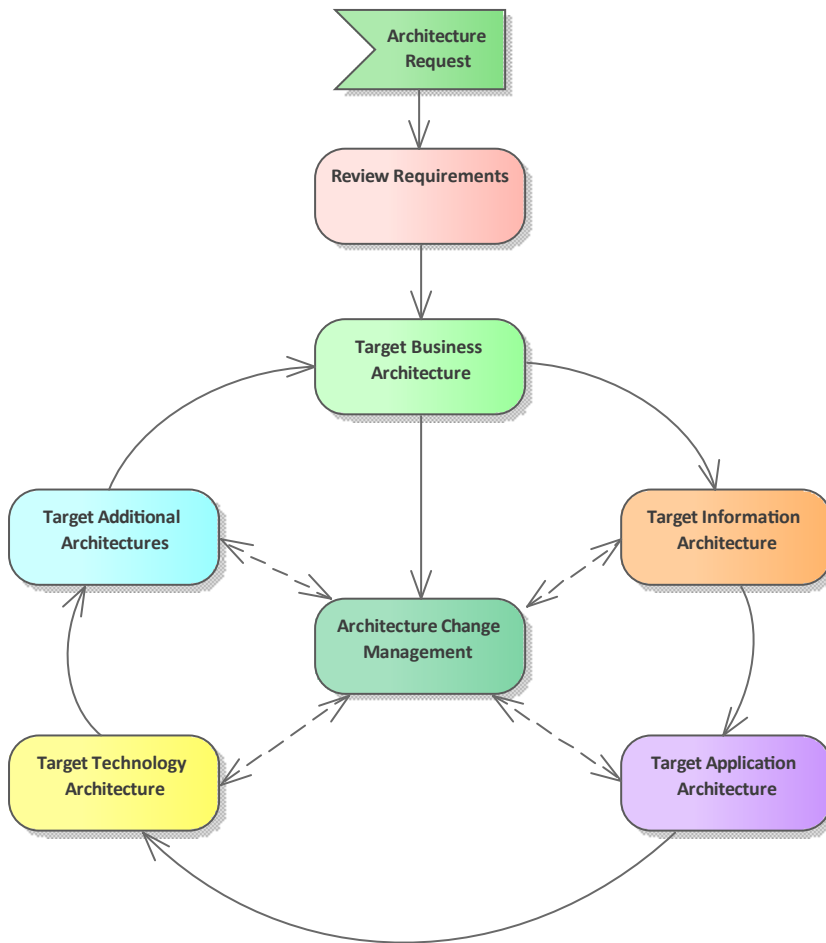 Architecture
Request
Review Requirements
Target Business
Architecture
Target Additional
Architectures
Target Information
Architecture
Architecture Change
Management
Target Technology
Architecture
Target Application
Architecture